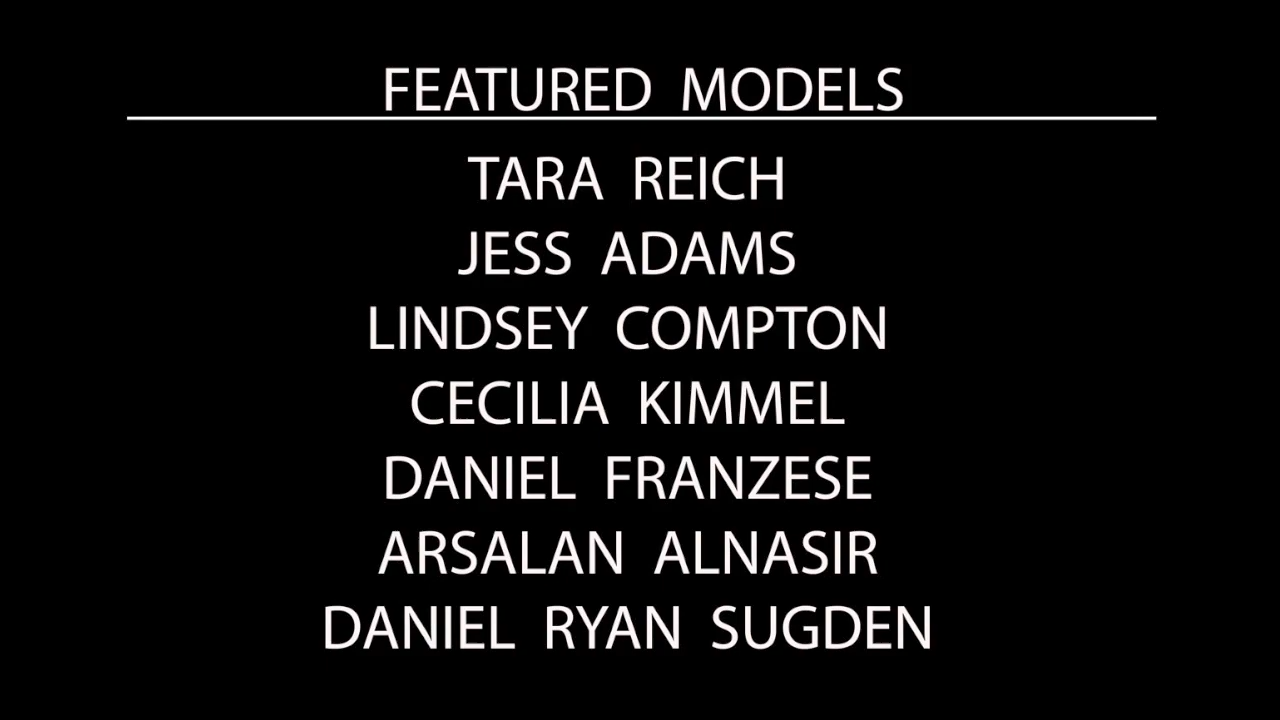 FEATURED MODELS
TARA REICH
JESS ADAMS
LINDSEY COMPTON
CECILIA KIMMEL
DANIEL FRANZESE
ARSALAN ALNASIR
DANIEL RYAN SUGDEN